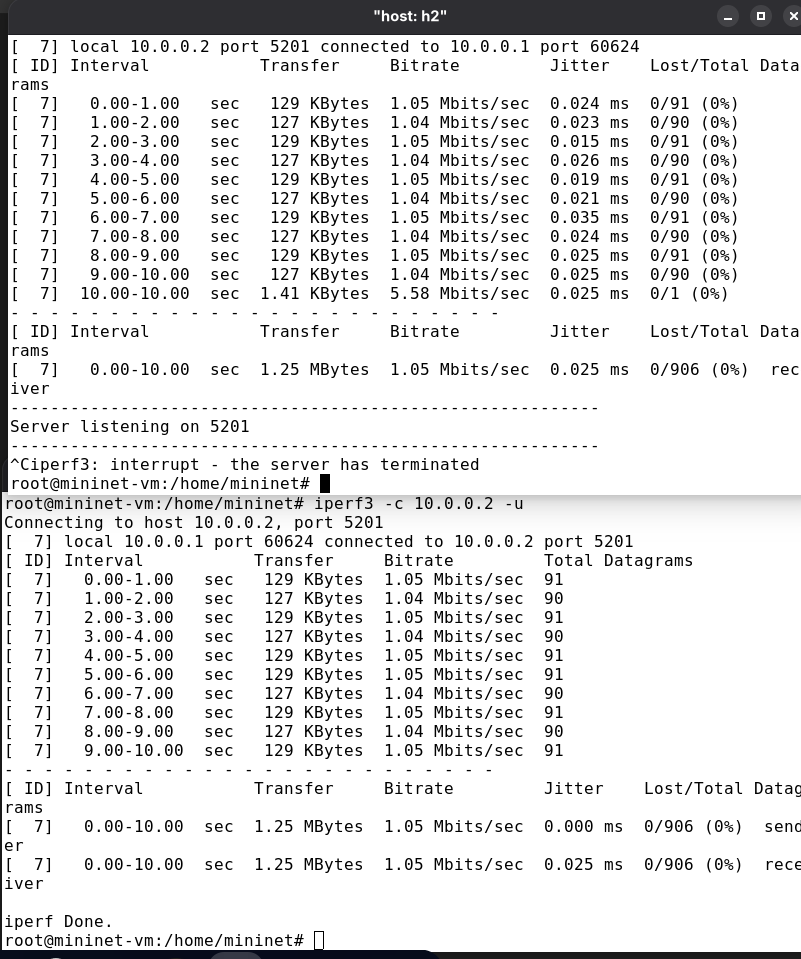 "host: h2"
[  7] local 10.0.0.2 port 5201 connected to 10.0.0.1 port 60624
[ ID] Interval           Transfer     Bitrate         Jitter    Lost/Total Data
rams
[  7]   0.00-1.00   sec   129 KBytes  1.05 Mbits/sec  0.024 ms  0/91 (0%)
[  7]   1.00-2.00   sec   127 KBytes  1.04 Mbits/sec  0.023 ms  0/90 (0%)
[  7]   2.00-3.00   sec   129 KBytes  1.05 Mbits/sec  0.015 ms  0/91 (0%)
[  7]   3.00-4.00   sec   127 KBytes  1.04 Mbits/sec  0.026 ms  0/90 (0%)
[  7]   4.00-5.00   sec   129 KBytes  1.05 Mbits/sec  0.019 ms  0/91 (0%)
[  7]   5.00-6.00   sec   127 KBytes  1.04 Mbits/sec  0.021 ms  0/90 (0%)
[  7]   6.00-7.00   sec   129 KBytes  1.05 Mbits/sec  0.035 ms  0/91 (0%)
[  7]   7.00-8.00   sec   127 KBytes  1.04 Mbits/sec  0.024 ms  0/90 (0%)
[  7]   8.00-9.00   sec   129 KBytes  1.05 Mbits/sec  0.025 ms  0/91 (0%)
[  7]   9.00-10.00  sec   127 KBytes  1.04 Mbits/sec  0.025 ms  0/90 (0%)
[  7]  10.00-10.00  sec  1.41 KBytes  5.58 Mbits/sec  0.025 ms  0/1 (0%)
- - - - - - - - - - - - - - - - - - - - - - - - -
[ ID] Interval           Transfer     Bitrate         Jitter    Lost/Total Data
rams
[  7]   0.00-10.00  sec  1.25 MBytes  1.05 Mbits/sec  0.025 ms  0/906 (0%)  rec
iver
-----------------------------------------------------------
Server listening on 5201
-----------------------------------------------------------
^Ciperf3: interrupt - the server has terminated
root@mininet-vm:/home/mininet#
root@mininet-vm:/home/mininet# iperf3 -c 10.0.0.2 -u
Connecting to host 10.0.0.2, port 5201
[  7] local 10.0.0.1 port 60624 connected to 10.0.0.2 port 5201
[ ID] Interval           Transfer     Bitrate         Total Datagrams
[  7]   0.00-1.00   sec   129 KBytes  1.05 Mbits/sec  91
[  7]   1.00-2.00   sec   127 KBytes  1.04 Mbits/sec  90
[  7]   2.00-3.00   sec   129 KBytes  1.05 Mbits/sec  91
[  7]   3.00-4.00   sec   127 KBytes  1.04 Mbits/sec  90
[  7]   4.00-5.00   sec   129 KBytes  1.05 Mbits/sec  91
[  7]   5.00-6.00   sec   129 KBytes  1.05 Mbits/sec  91
[  7]   6.00-7.00   sec   127 KBytes  1.04 Mbits/sec  90
[  7]   7.00-8.00   sec   129 KBytes  1.05 Mbits/sec  91
[  7]   8.00-9.00   sec   127 KBytes  1.04 Mbits/sec  90
[  7]   9.00-10.00  sec   129 KBytes  1.05 Mbits/sec  91
- - - - - - - - - - - - - - - - - - - - - - - - -
[ ID] Interval           Transfer     Bitrate         Jitter    Lost/Total Datag
rams
[  7]   0.00-10.00  sec  1.25 MBytes  1.05 Mbits/sec  0.000 ms  0/906 (0%)  send
er
[  7]   0.00-10.00  sec  1.25 MBytes  1.05 Mbits/sec  0.025 ms  0/906 (0%)  rece
iver
iperf Done.
root@mininet-vm:/home/mininet#